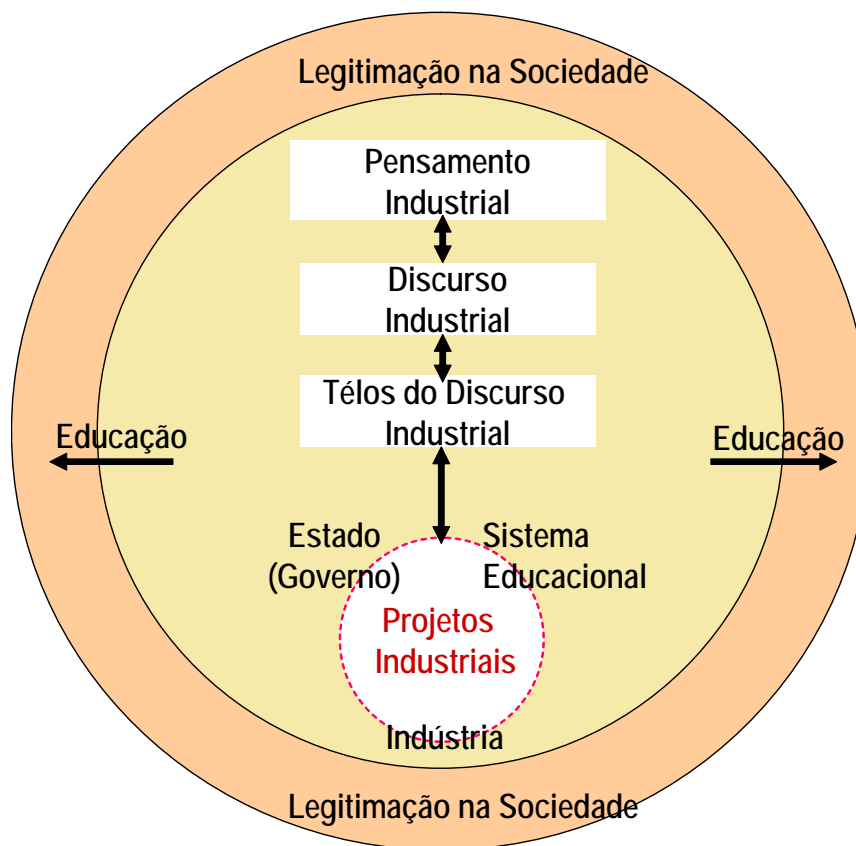 Legitimação na Sociedade
Pensamento
Industrial
Discurso
Industrial
Télos do Discurso
Industrial
Educação
Educação
Estado
(Governo)
Sistema
Educacional
Projetos
Industriais
Indústria
Legitimação na Sociedade